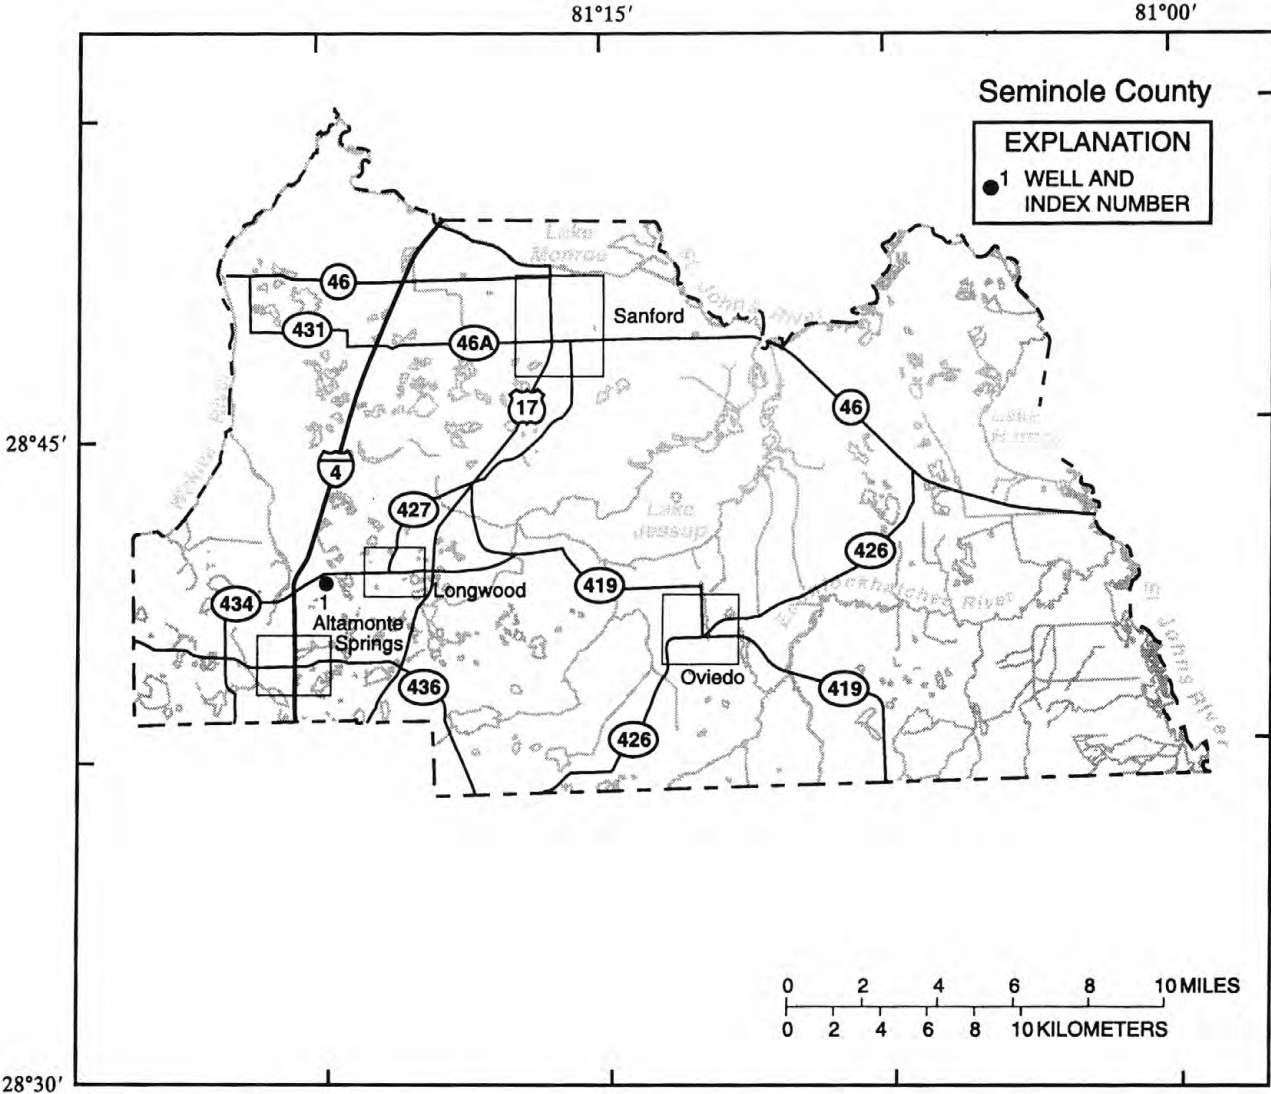 81°15′
81°00′
Seminole County
EXPLANATION
1 WELL AND
INDEX NUMBER
Lake
Monroe
46
Sanford
431
46A
17
46
28°45′
4
427
Lake
Jessup
426
419
Longwood
434
1
Altamonte
Springs
River
St Johns River
Oviedo
436
419
426
0 2 4 6 8 10 MILES
0 2 4 6 8 10 KILOMETERS
28°30′